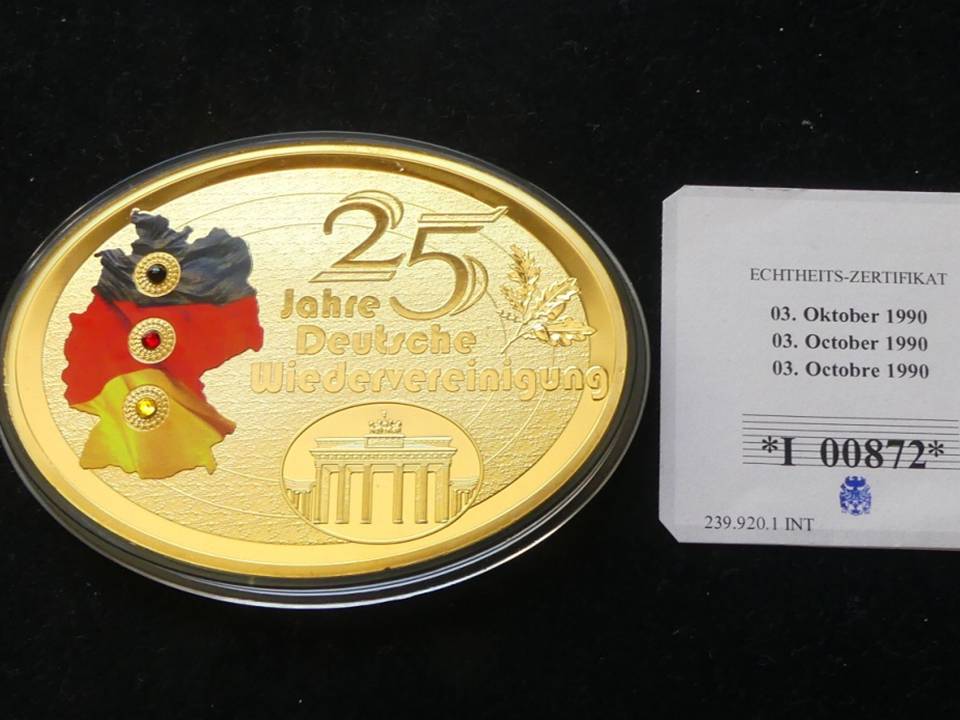 25
Jahre
Deutsche
Wiedervereinigung
ECHTHEITS-ZERTIFIKAT
03. Oktober 1990
03. October 1990
03. Octobre 1990
*I 00872*
239.920.1 INT